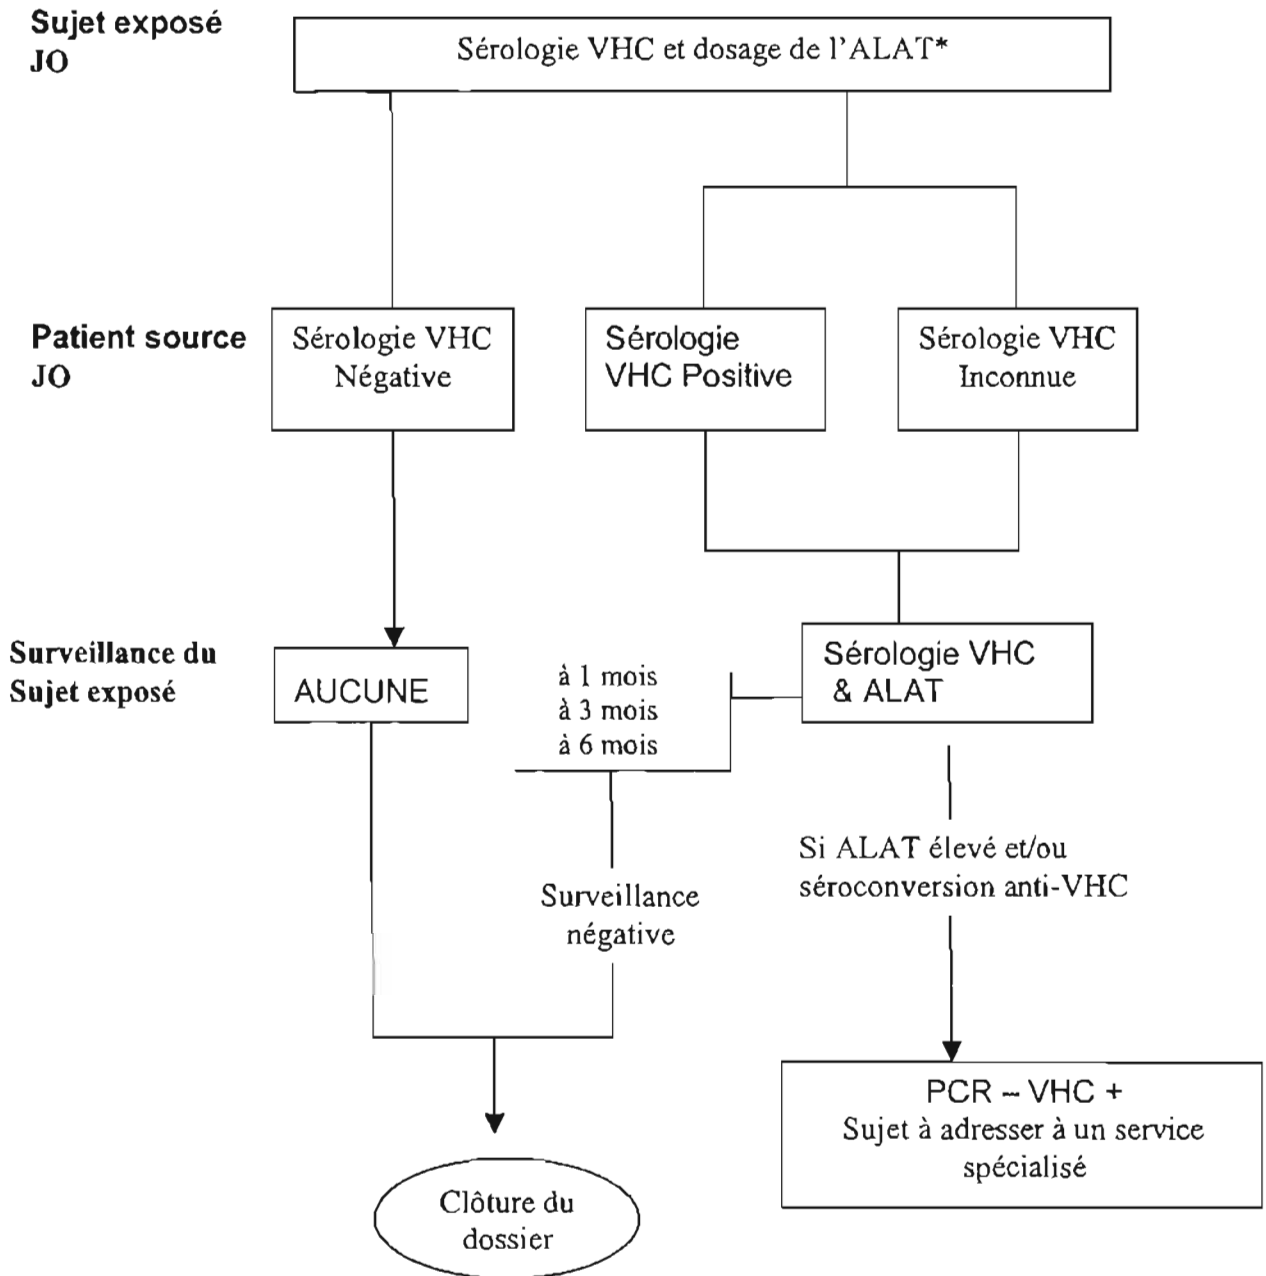 Sujet exposé
JO
Sérologie VHC et dosage de l'ALAT*
Patient source
JO
Sérologie VHC
Négative
Sérologie
VHC Positive
Sérologie VHC
Inconnue
Surveillance du
Sujet exposé
AUCUNE
à 1 mois
à 3 mois
à 6 mois
Sérologie VHC
& ALAT
Si ALAT élevé et/ou
séroconversion anti-VHC
Surveillance
négative
PCR – VHC +
Sujet à adresser à un service
spécialisé
Clôture du
dossier